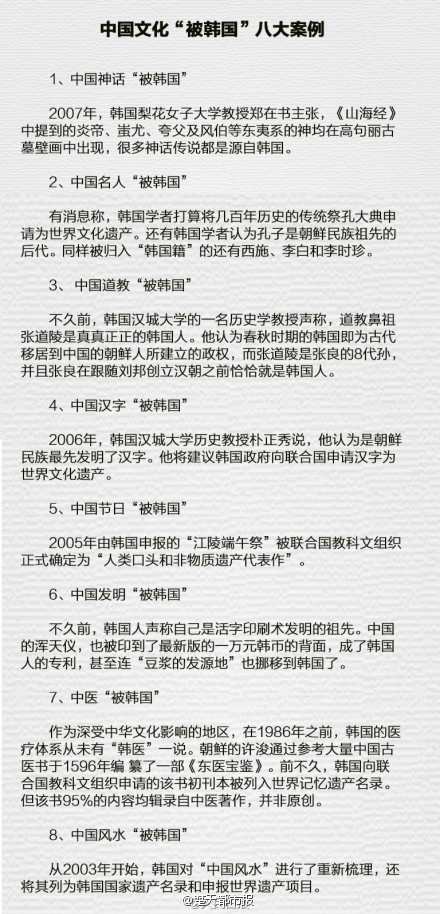 中国文化“被韩国”八大案例
1、中国神话“被韩国”
2007年，韩国梨花女子大学教授郑在书主张，《山海经》
中提到的炎帝、蚩尤、夸父及风伯等东夷系的神均在高句丽古
墓壁画中出现，很多神话传说都是源自韩国。
2、中国名人“被韩国”
有消息称，韩国学者打算将几百年历史的传统祭孔大典申
请为世界文化遗产。还有韩国学者认为孔子是朝鲜民族祖先的
后代。同样被归入“韩国籍”的还有西施、李白和李时珍。
3、 中国道教“被韩国”
不久前，韩国汉城大学的一名历史学教授声称，道教鼻祖
张道陵是真真正正的韩国人。他认为春秋时期的韩国即为古代
移居到中国的朝鲜人所建立的政权，而张道陵是张良的8代孙，
并且张良在跟随刘邦创立汉朝之前恰恰就是韩国人。
4、中国汉字“被韩国”
2006年，韩国汉城大学历史教授朴正秀说，他认为是朝鲜
民族最先发明了汉字。他将建议韩国政府向联合国申请汉字为
世界文化遗产。
5、中国节日“被韩国”
2005年由韩国申报的“江陵端午祭”被联合国教科文组织
正式确定为“人类口头和非物质遗产代表作”。
6、中国发明“被韩国”
不久前，韩国人声称自己是活字印刷术发明的祖先。中国
的浑天仪，也被印到了最新版的一万元韩币的背面，成了韩国
人的专利，甚至连“豆浆的发源地”也挪移到韩国了。
7、中医“被韩国”
作为深受中华文化影响的地区，在1986年之前，韩国的医
疗体系从未有“韩医”一说。朝鲜的许浚通过参考大量中国古
医书于1596年编 纂了一部《东医宝鉴》。前不久，韩国向联
合国教科文组织申请的该书初刊本被列入世界记忆遗产名录。
但该书95%的内容均辑录自中医著作，并非原创。
8、中国风水“被韩国”
从2003年开始，韩国对“中国风水”进行了重新梳理，还
将其列为韩国国家遗产名录和申报世界遗产项目。
@楚天都市报